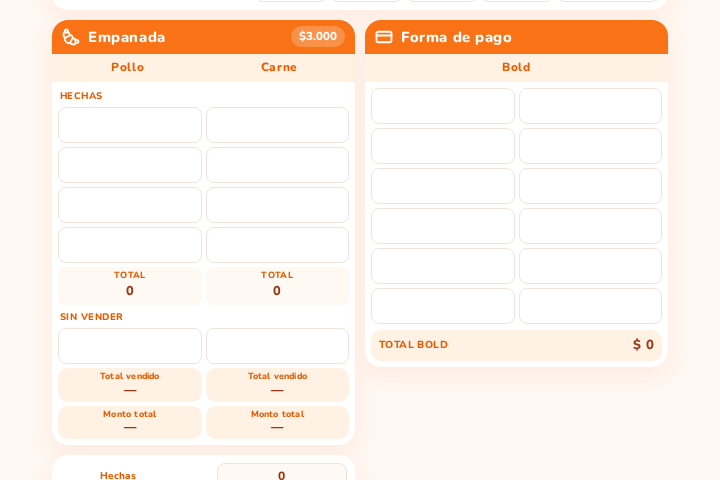 Empanada
$3.000
Pollo
Carne
HECHAS
TOTAL
0
TOTAL
0
SIN VENDER
Total vendido
—
Total vendido
—
Monto total
—
Monto total
—
Hechas
0
Forma de pago
Bold
TOTAL BOLD
$ 0